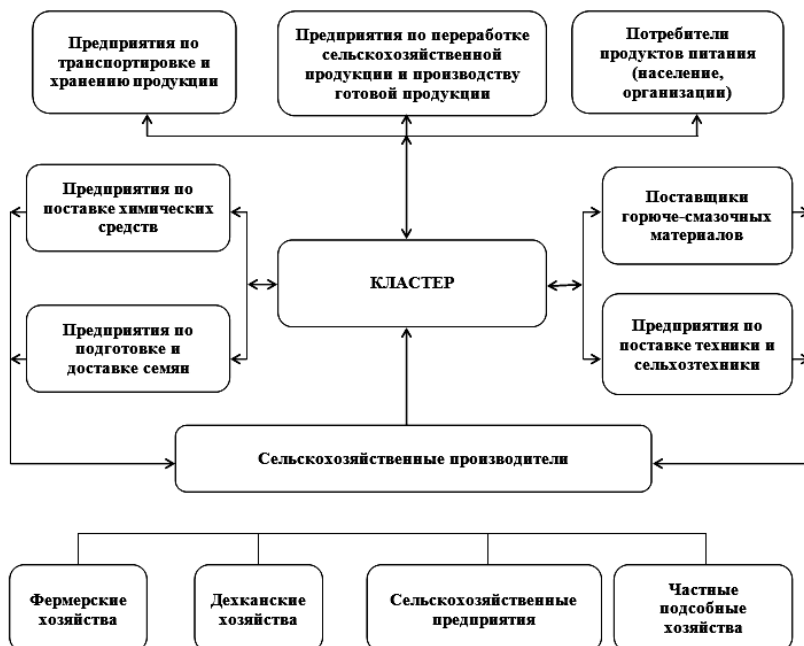 Предприятия по
транспортировке и
хранению продукции
Предприятия по переработке
сельскохозяйственной
продукции и производству
готовой продукции
Потребители
продуктов питания
(население,
организации)
Предприятия по
поставке химических
средств
Поставщики
горюче-смазочных
материалов
КЛАСТЕР
Предприятия по
подготовке и
доставке семян
Предприятия по
поставке техники и
сельхозтехники
Сельскохозяйственные производители
Фермерские
хозяйства
Дехканские
хозяйства
Сельскохозяйственные
предприятия
Частные
подсобные
хозяйства